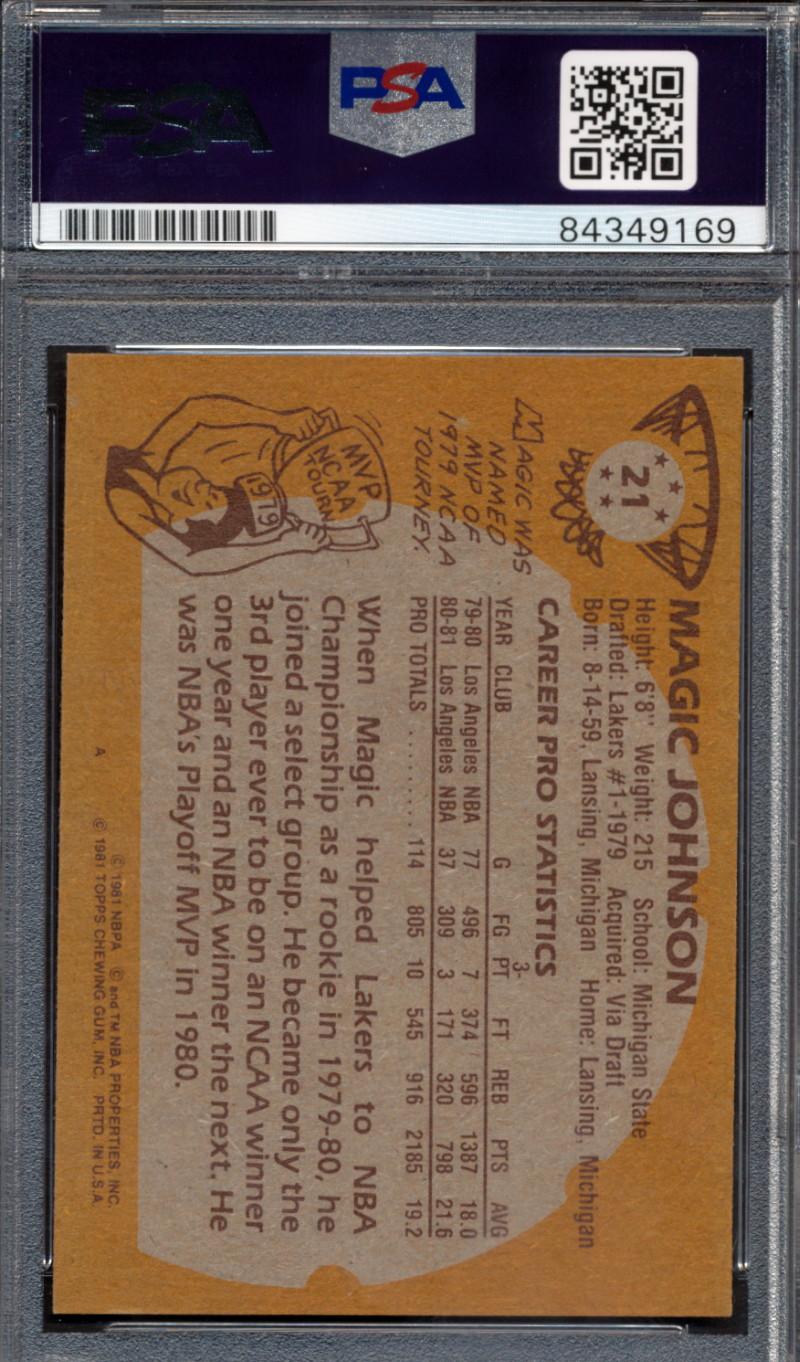 PSA
PSA
84349169
21
MAGIC JOHNSON
Height: 6'8" Weight: 215 School: Michigan State
Drafted: Lakers #1-1979 Acquired: Via Draft
Born: 8-14-59, Lansing, Michigan Home: Lansing, Michigan
CAREER PRO STATISTICS
YEAR CLUB G FG 3-PT FT REB PTS AVG
79-80 Los Angeles NBA 77 496 7 374 596 1387 18.0
80-81 Los Angeles NBA 37 309 3 171 320 798 21.6
PRO TOTALS ......... 114 805 10 545 916 2185 19.2
MAGIC WAS
NAMED
MVP OF
1979 NCAA
TOURNEY.
MVP
NCAA
TOURN.
1979
When Magic helped Lakers to NBA
Championship as a rookie in 1979-80, he
joined a select group. He became only the
3rd player ever to be on an NCAA winner
one year and an NBA winner the next. He
was NBA's Playoff MVP in 1980.
A
© 1981 NBPA © and TM NBA PROPERTIES, INC.
© 1981 TOPPS CHEWING GUM, INC. PRTD. IN U.S.A.